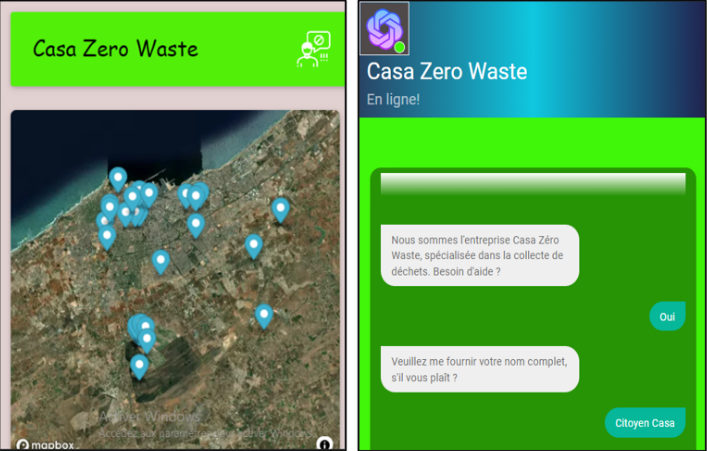 Casa Zero Waste
!!!
Activer Windows
Accédez aux paramètres pour activer Windows.
mapbox
Casa Zero Waste
En ligne!
Nous sommes l'entreprise Casa Zéro
Waste, spécialisée dans la collecte de
déchets. Besoin d'aide ?
Oui
Veuillez me fournir votre nom complet,
s'il vous plaît ?
Citoyen Casa